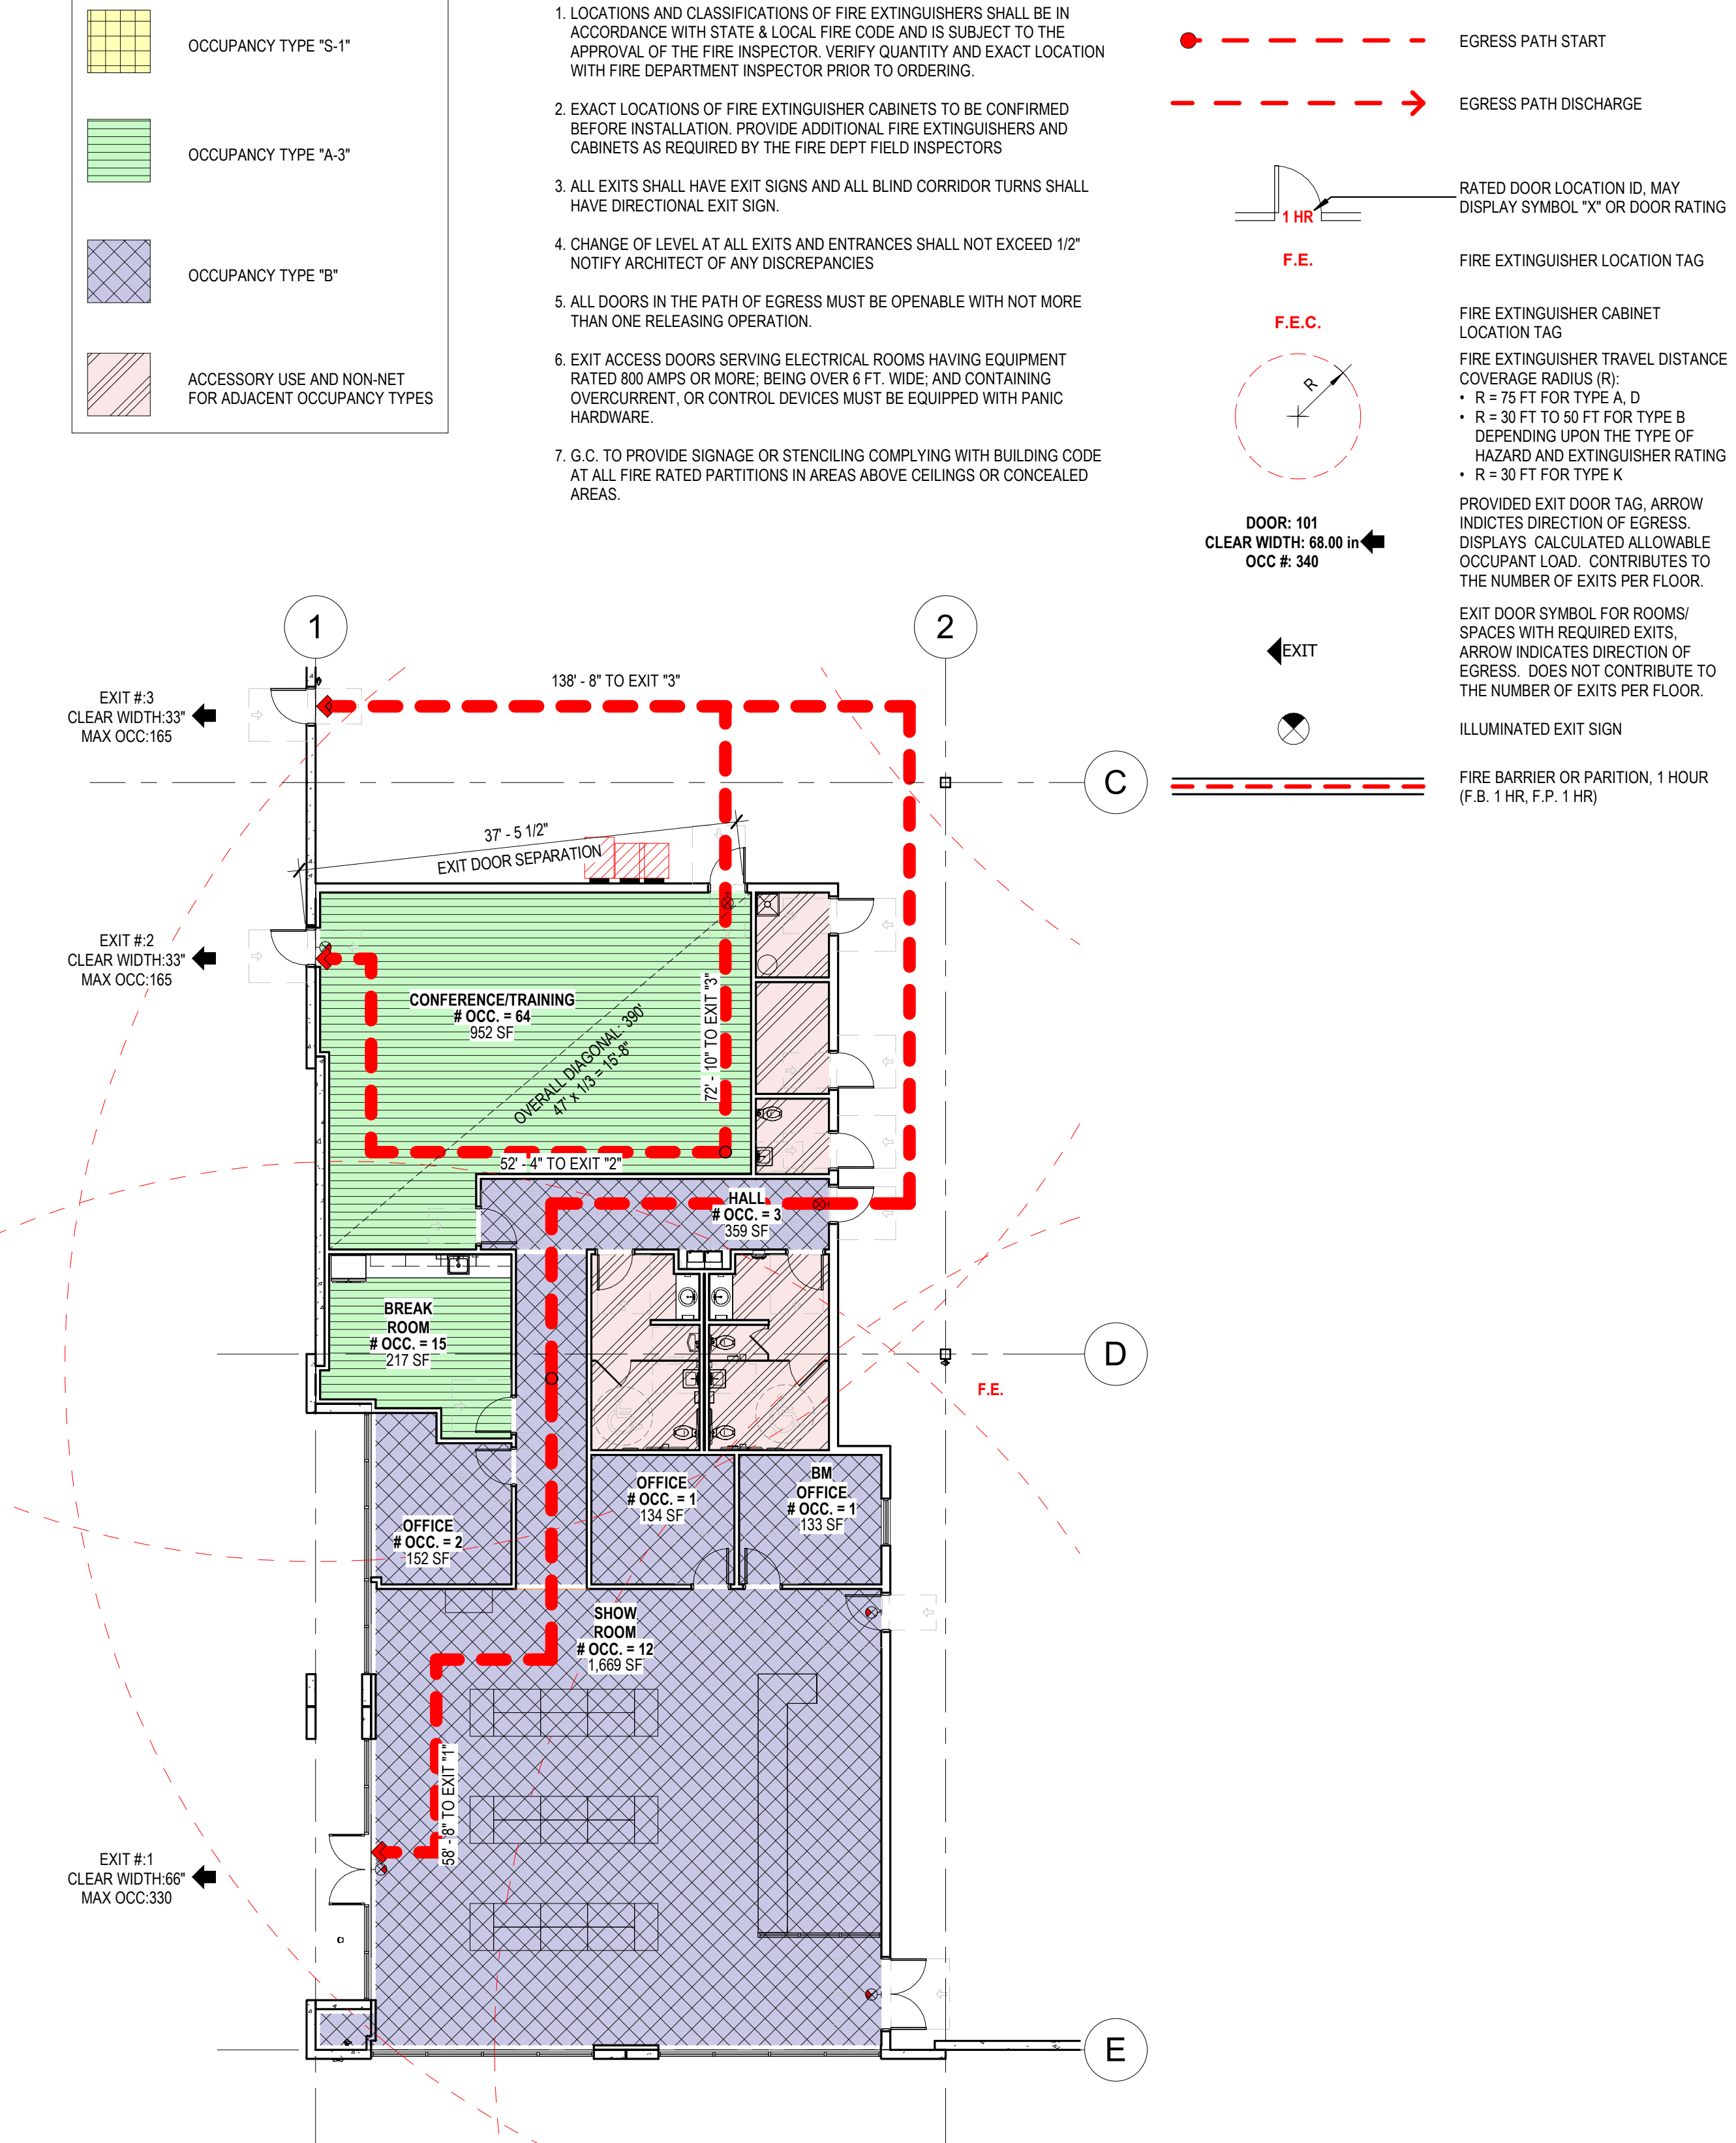 OCCUPANCY TYPE "S-1"
OCCUPANCY TYPE "A-3"
OCCUPANCY TYPE "B"
ACCESSORY USE AND NON-NET
FOR ADJACENT OCCUPANCY TYPES
1. LOCATIONS AND CLASSIFICATIONS OF FIRE EXTINGUISHERS SHALL BE IN
ACCORDANCE WITH STATE & LOCAL FIRE CODE AND IS SUBJECT TO THE
APPROVAL OF THE FIRE INSPECTOR. VERIFY QUANTITY AND EXACT LOCATION
WITH FIRE DEPARTMENT INSPECTOR PRIOR TO ORDERING.
2. EXACT LOCATIONS OF FIRE EXTINGUISHER CABINETS TO BE CONFIRMED
BEFORE INSTALLATION. PROVIDE ADDITIONAL FIRE EXTINGUISHERS AND
CABINETS AS REQUIRED BY THE FIRE DEPT FIELD INSPECTORS
3. ALL EXITS SHALL HAVE EXIT SIGNS AND ALL BLIND CORRIDOR TURNS SHALL
HAVE DIRECTIONAL EXIT SIGN.
4. CHANGE OF LEVEL AT ALL EXITS AND ENTRANCES SHALL NOT EXCEED 1/2"
NOTIFY ARCHITECT OF ANY DISCREPANCIES
5. ALL DOORS IN THE PATH OF EGRESS MUST BE OPENABLE WITH NOT MORE
THAN ONE RELEASING OPERATION.
6. EXIT ACCESS DOORS SERVING ELECTRICAL ROOMS HAVING EQUIPMENT
RATED 800 AMPS OR MORE; BEING OVER 6 FT. WIDE; AND CONTAINING
OVERCURRENT, OR CONTROL DEVICES MUST BE EQUIPPED WITH PANIC
HARDWARE.
7. G.C. TO PROVIDE SIGNAGE OR STENCILING COMPLYING WITH BUILDING CODE
AT ALL FIRE RATED PARTITIONS IN AREAS ABOVE CEILINGS OR CONCEALED
AREAS.
EGRESS PATH START
EGRESS PATH DISCHARGE
1 HR
RATED DOOR LOCATION ID, MAY
DISPLAY SYMBOL "X" OR DOOR RATING
F.E.
FIRE EXTINGUISHER LOCATION TAG
F.E.C.
FIRE EXTINGUISHER CABINET
LOCATION TAG
R
FIRE EXTINGUISHER TRAVEL DISTANCE
COVERAGE RADIUS (R):
• R = 75 FT FOR TYPE A, D
• R = 30 FT TO 50 FT FOR TYPE B
DEPENDING UPON THE TYPE OF
HAZARD AND EXTINGUISHER RATING
• R = 30 FT FOR TYPE K
DOOR: 101
CLEAR WIDTH: 68.00 in
OCC #: 340
PROVIDED EXIT DOOR TAG, ARROW
INDICTES DIRECTION OF EGRESS.
DISPLAYS CALCULATED ALLOWABLE
OCCUPANT LOAD. CONTRIBUTES TO
THE NUMBER OF EXITS PER FLOOR.
EXIT
EXIT DOOR SYMBOL FOR ROOMS/
SPACES WITH REQUIRED EXITS,
ARROW INDICATES DIRECTION OF
EGRESS. DOES NOT CONTRIBUTE TO
THE NUMBER OF EXITS PER FLOOR.
ILLUMINATED EXIT SIGN
FIRE BARRIER OR PARITION, 1 HOUR
(F.B. 1 HR, F.P. 1 HR)
1
2
138' - 8" TO EXIT "3"
EXIT #:3
CLEAR WIDTH:33"
MAX OCC:165
C
37' - 5 1/2"
EXIT DOOR SEPARATION
EXIT #:2
CLEAR WIDTH:33"
MAX OCC:165
CONFERENCE/TRAINING
# OCC. = 64
952 SF
OVERALL DIAGONAL: 390'
47' x 1/3 = 15'-8"
72' - 10" TO EXIT "3"
52' - 4" TO EXIT "2"
HALL
# OCC. = 3
359 SF
BREAK
ROOM
# OCC. = 15
217 SF
D
F.E.
OFFICE
# OCC. = 2
152 SF
OFFICE
# OCC. = 1
134 SF
BM
OFFICE
# OCC. = 1
133 SF
SHOW
ROOM
# OCC. = 12
1,669 SF
58' - 8" TO EXIT "1"
EXIT #:1
CLEAR WIDTH:66"
MAX OCC:330
E